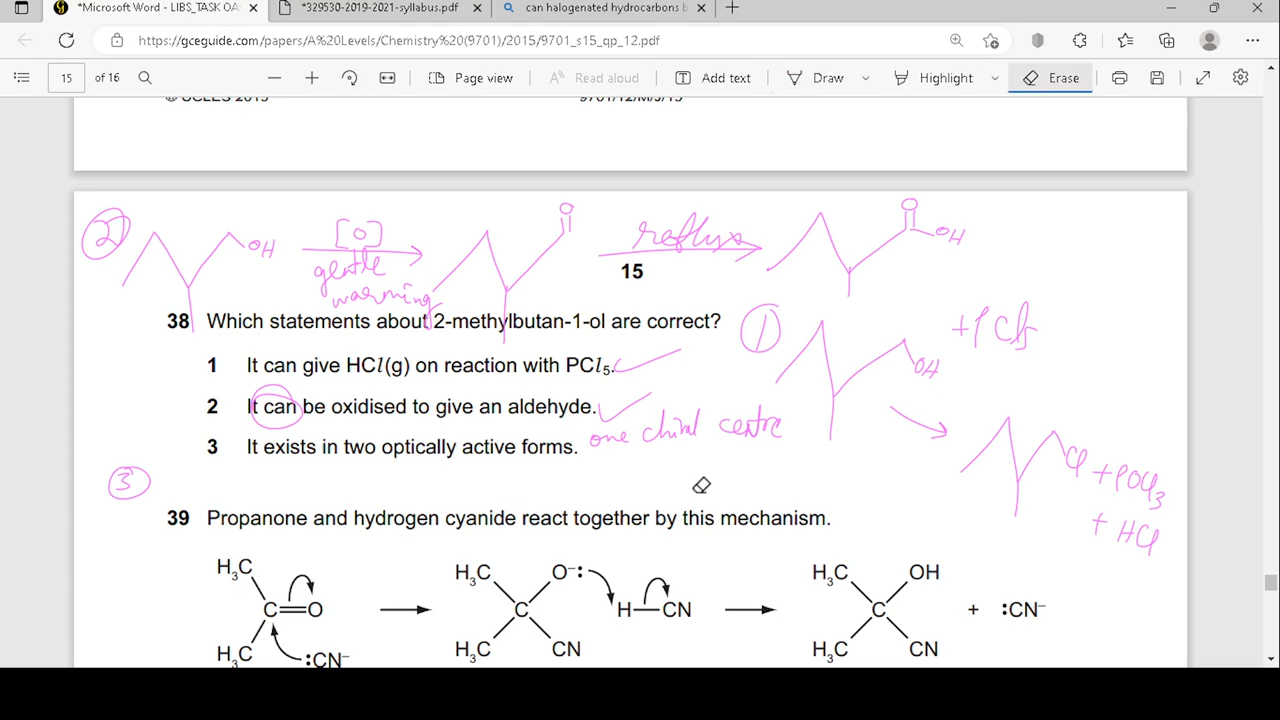 *Microsoft Word - LIBS_TASK OA
*329530-2019-2021-syllabus.pdf
can halogenated hydrocarbons b
https://gceguide.com/papers/A%20Levels/Chemistry%20(9701)/2015/9701_s15_qp_12.pdf
15 of 16
Page view
Read aloud
Add text
Draw
Highlight
Erase
© UCLES 2015
9701/12/M/J/15
2
OH
[O]
gentle
warming
O
reflux
O
OH
15
38 Which statements about 2-methylbutan-1-ol are correct?
1
OH
+PCl5
1 It can give HCl(g) on reaction with PCl5.
2 It can be oxidised to give an aldehyde.
one chiral centre
3 It exists in two optically active forms.
3
Cl + POCl3
+ HCl
39 Propanone and hydrogen cyanide react together by this mechanism.
H3C
H3C
C=O
:CN–
H3C
H3C
C
O–:
CN
H—CN
H3C
H3C
C
OH
CN
+ :CN–